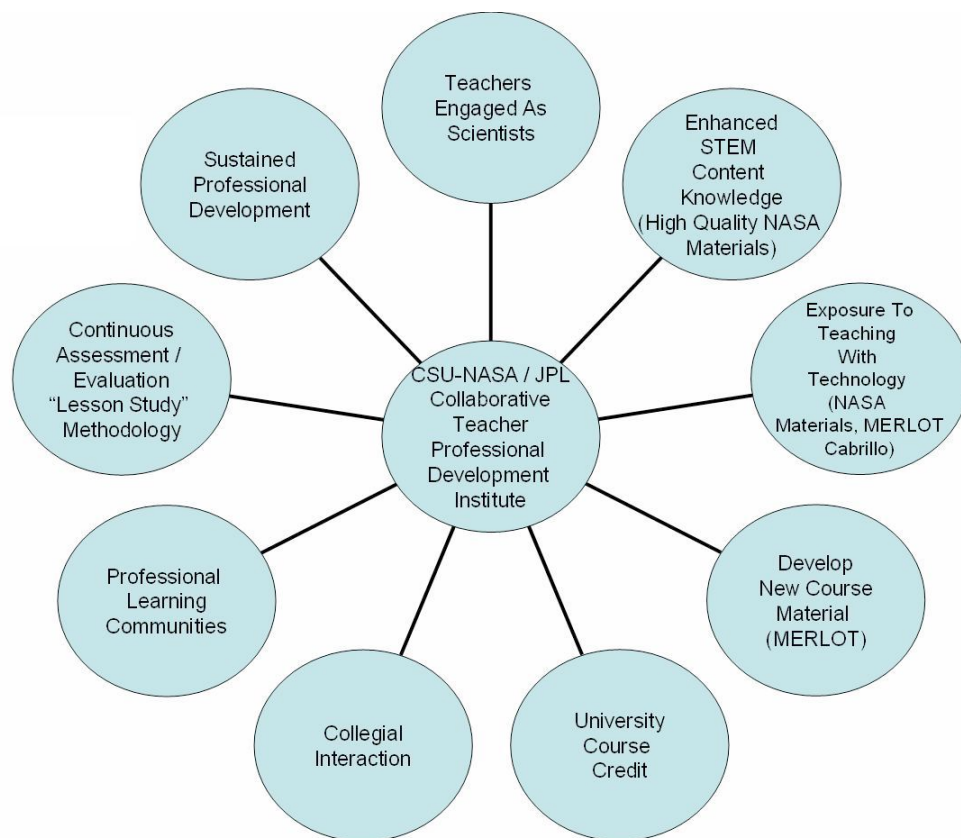 Teachers
Engaged As
Scientists
Enhanced
STEM
Content
Knowledge
(High Quality NASA
Materials)
Exposure To
Teaching
With
Technology
(NASA
Materials, MERLOT
Cabrillo)
Develop
New Course
Material
(MERLOT)
University
Course
Credit
Collegial
Interaction
Professional
Learning
Communities
Continuous
Assessment /
Evaluation
“Lesson Study”
Methodology
Sustained
Professional
Development
CSU-NASA / JPL
Collaborative
Teacher
Professional
Development
Institute